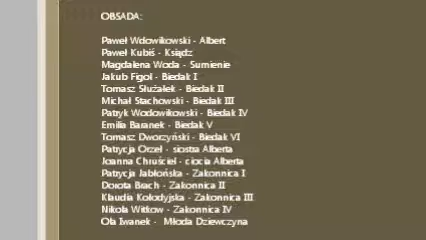 OBSADA:
Paweł Wdowikowski - Albert
Paweł Kubiś - Ksiądz
Magdalena Woda - Sumienie
Jakub Figoł - Biedak I
Tomasz Służałek - Biedak II
Michał Stachowski - Biedak III
Patryk Wodowikowski - Biedak IV
Emilia Baranek - Biedak V
Tomasz Dworzyński - Biedak VI
Patrycja Orzeł - siostra Alberta
Joanna Chruściel - ciocia Alberta
Patrycja Jabłońska - Zakonnica I
Dorota Brach - Zakonnica II
Klaudia Kołodyjska - Zakonnica III
Nikola Witkow - Zakonnica IV
Ola Iwanek - Młoda Dziewczyna